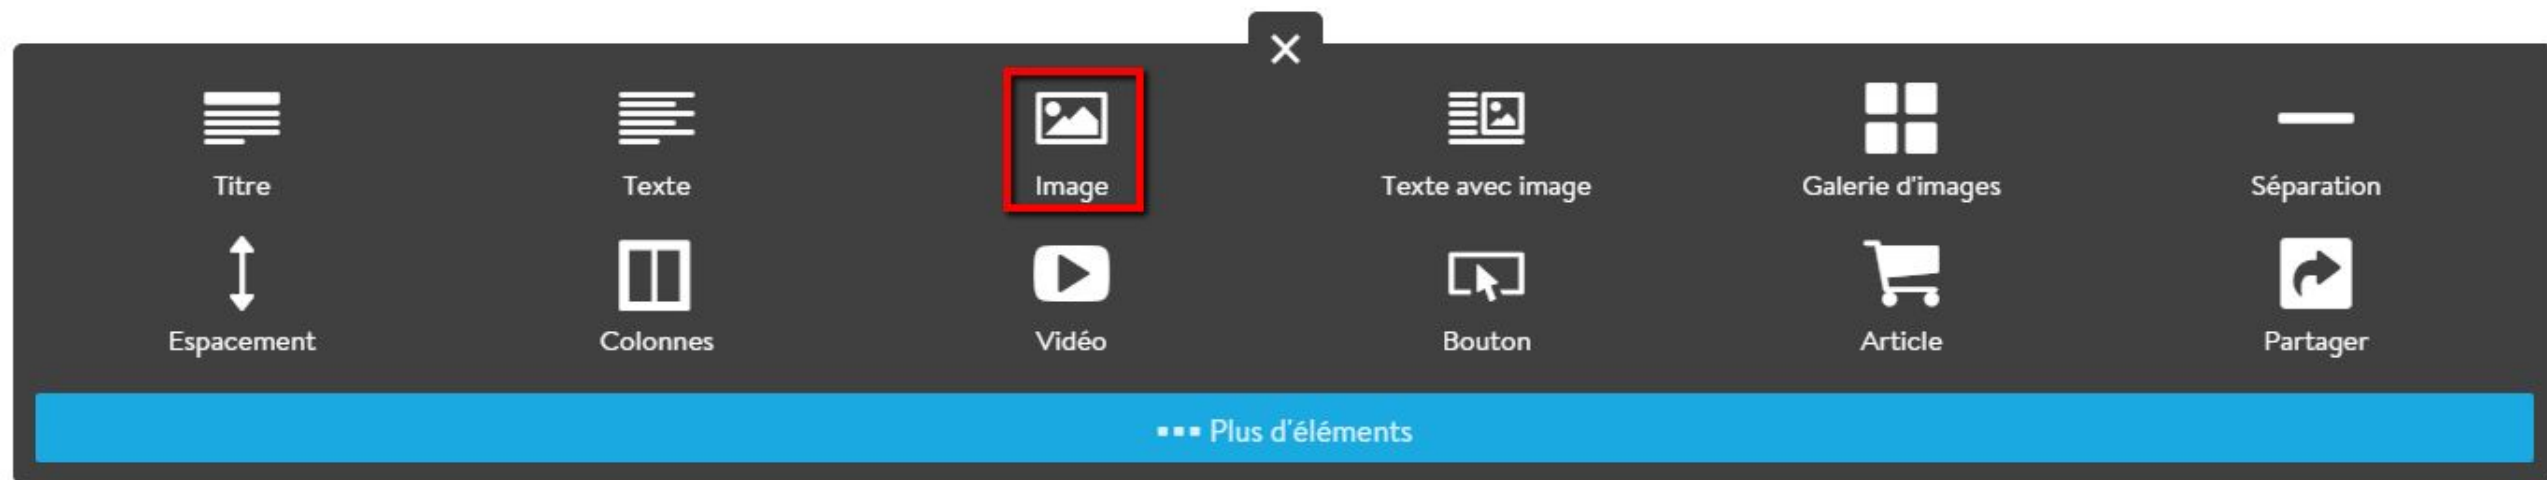 Titre
Texte
Image
Texte avec image
Galerie d'images
Séparation
Espacement
Colonnes
Vidéo
Bouton
Article
Partager
Plus d'éléments